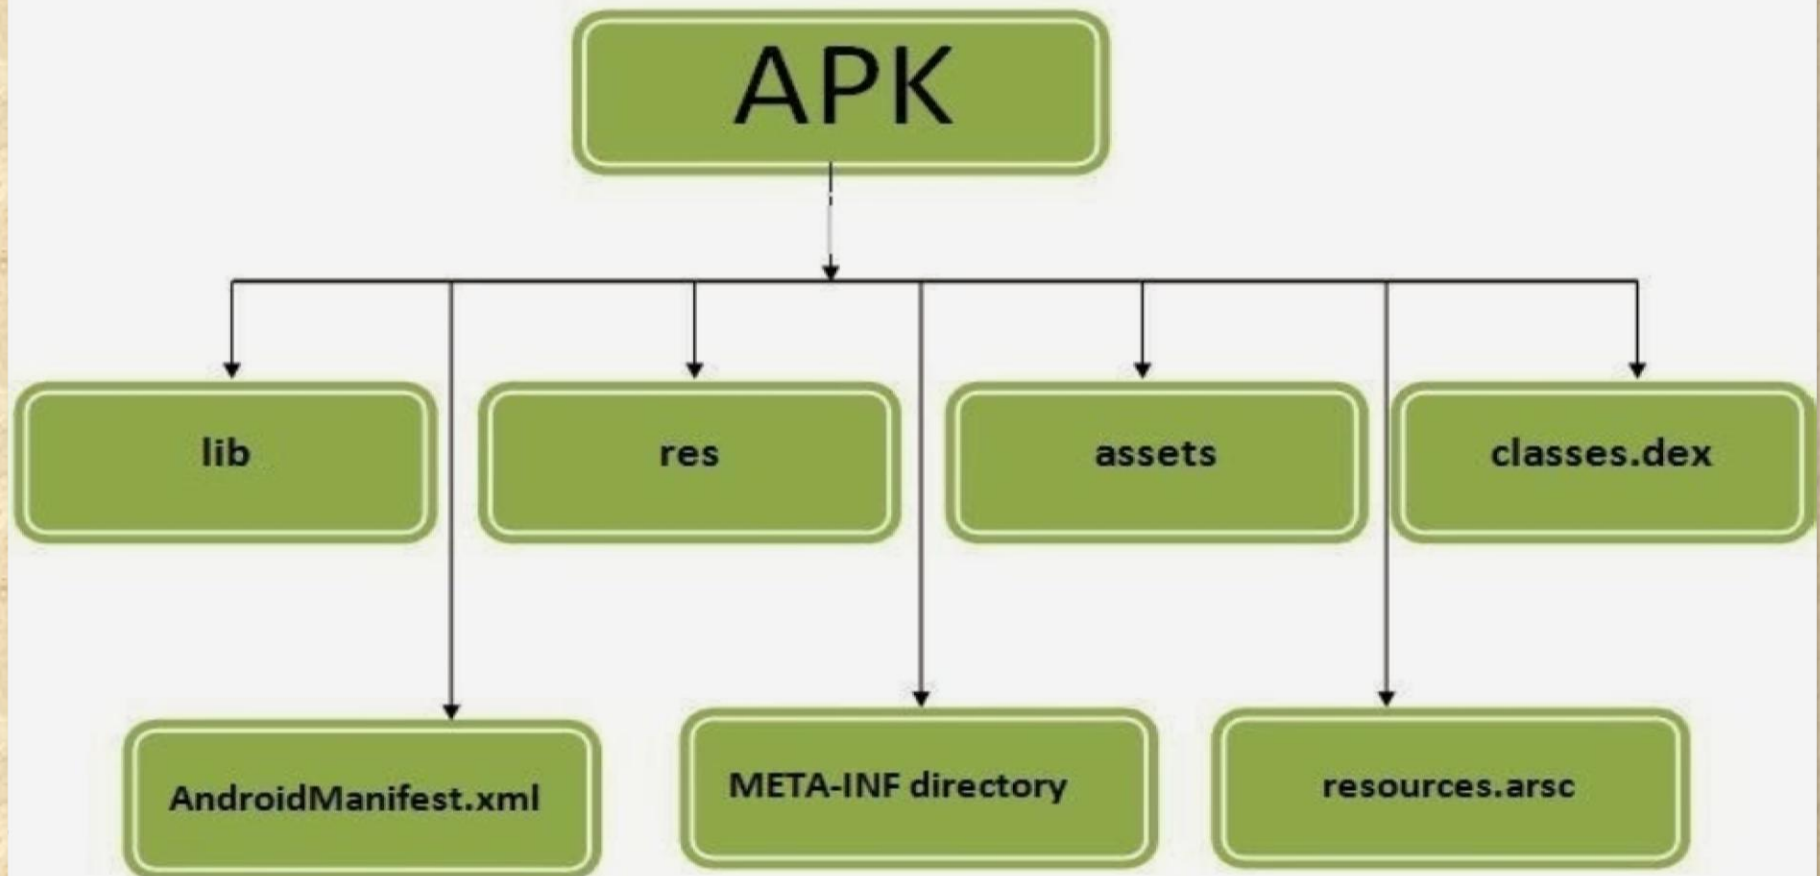 APK
lib
res
assets
classes.dex
AndroidManifest.xml
META-INF directory
resources.arsc